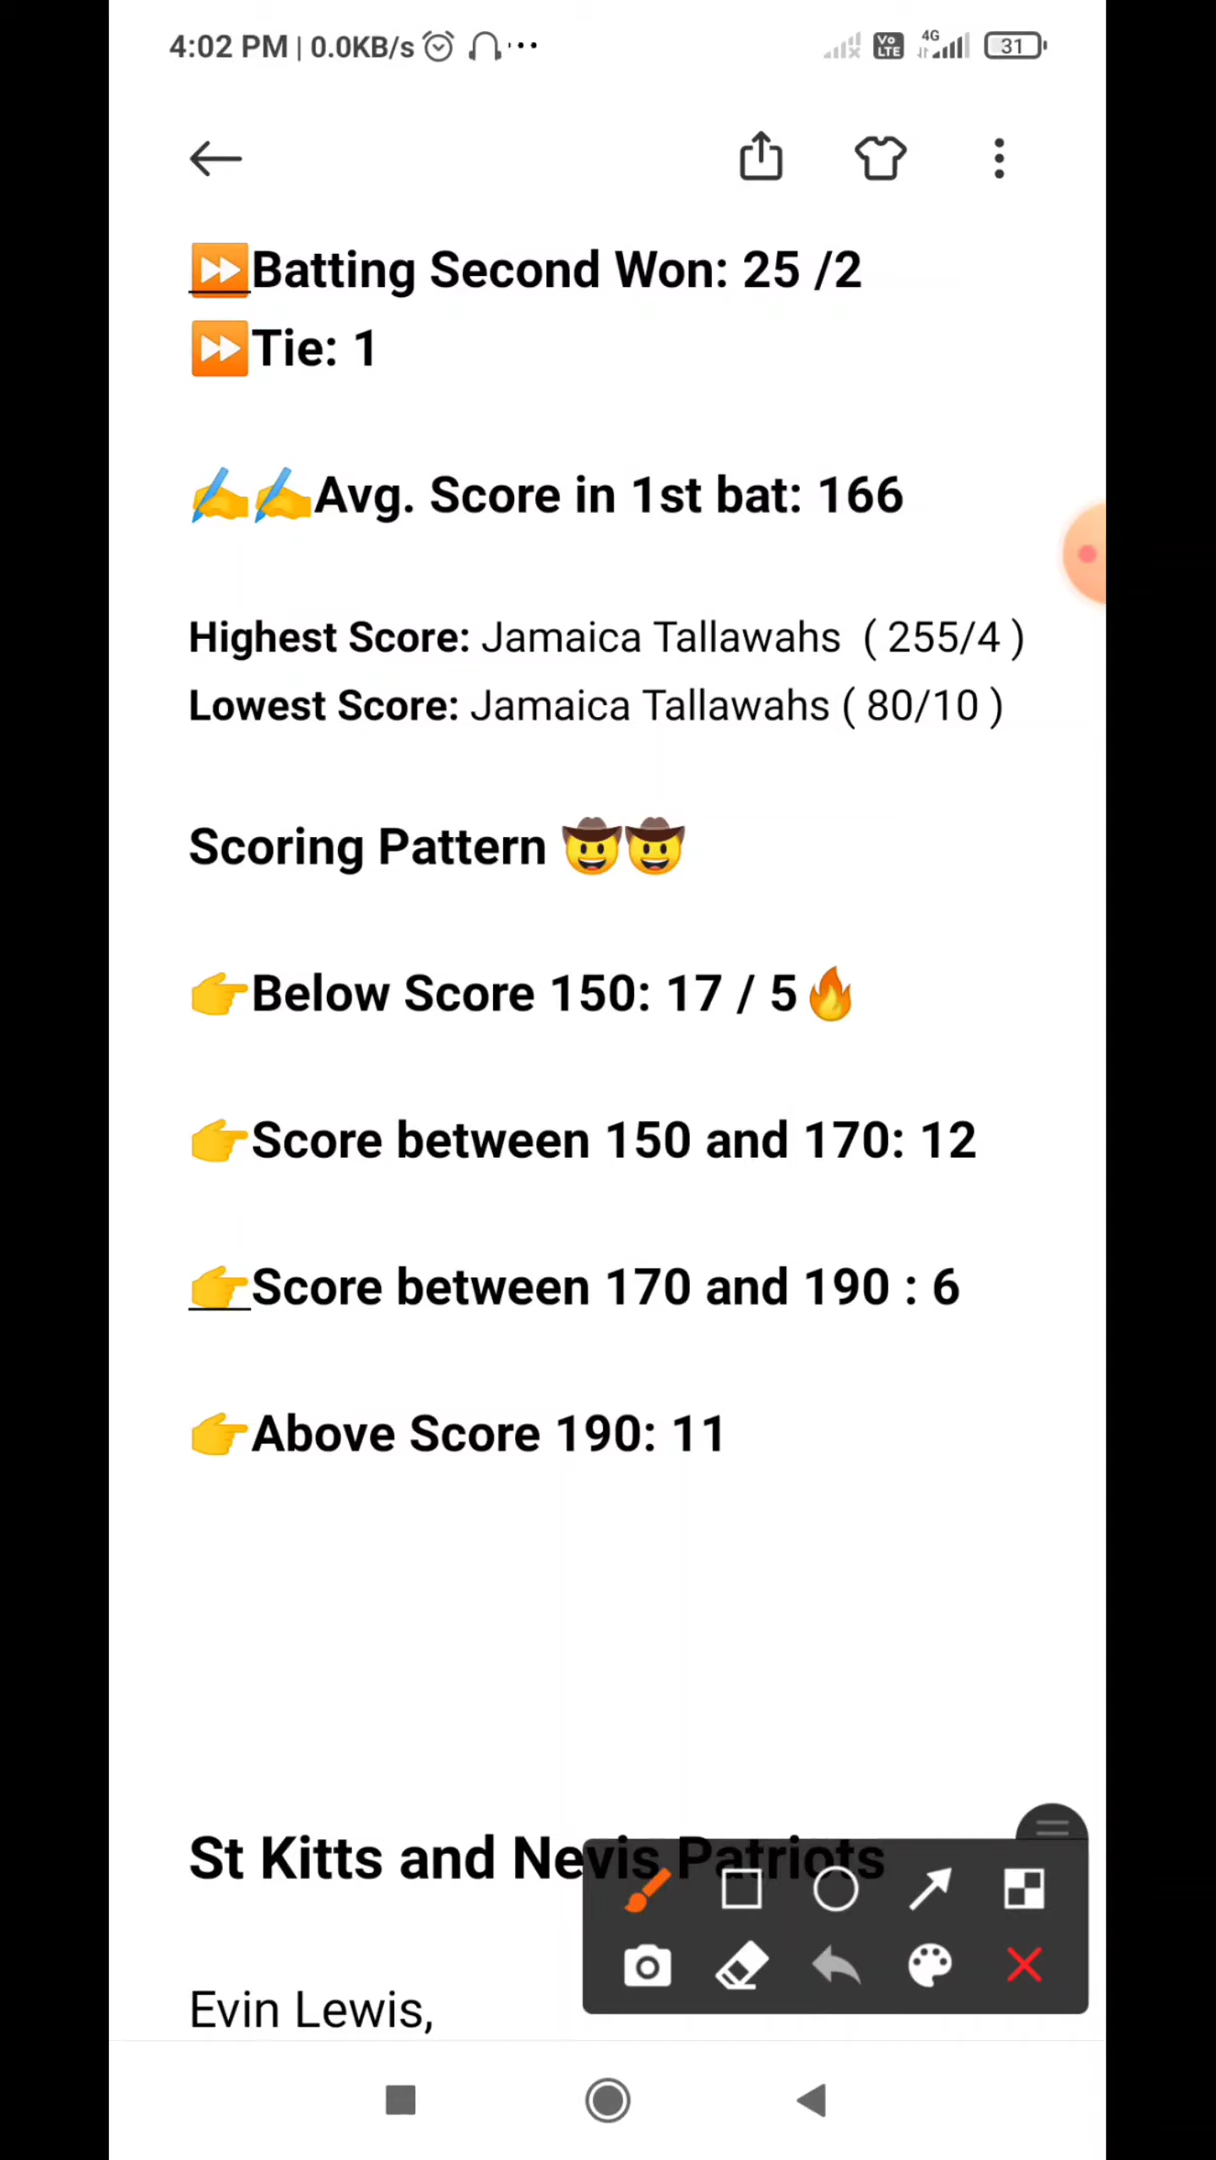 4:02 PM | 0.0KB/s ... Vo LTE 4G 31
⏩Batting Second Won: 25 /2
⏩Tie: 1
✍✍Avg. Score in 1st bat: 166
Highest Score: Jamaica Tallawahs ( 255/4 )
Lowest Score: Jamaica Tallawahs ( 80/10 )
Scoring Pattern 🤠🤠
👉Below Score 150: 17 / 5🔥
👉Score between 150 and 170: 12
👉Score between 170 and 190 : 6
👉Above Score 190: 11
St Kitts and Nevis Patriots
Evin Lewis,